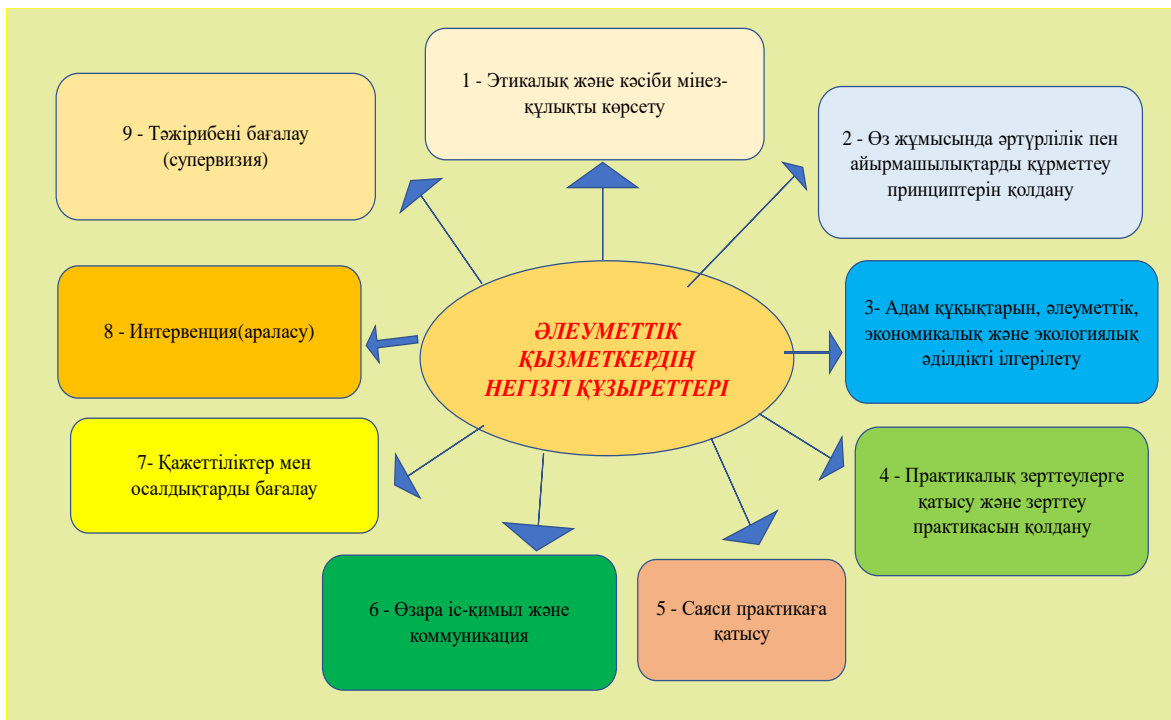 1 - Этикалық және кәсіби мінез-
құлықты көрсету
9 - Тәжірибені бағалау
(супервизия)
2 - Өз жұмысында әртүрлілік пен
айырмашылықтарды құрметтеу
принциптерін қолдану
3- Адам құқықтарын, әлеуметтік,
экономикалық және экологиялық
әділдікті ілгерілету
8 - Интервенция(араласу)
ӘЛЕУМЕТТІК
ҚЫЗМЕТКЕРДІҢ
НЕГІЗГІ ҚҰЗЫРЕТТЕРІ
7- Қажеттіліктер мен
осалдықтарды бағалау
4 - Практикалық зерттеулерге
қатысу және зерттеу
практикасын қолдану
6 - Өзара іс-қимыл және
коммуникация
5 - Саяси практикаға
қатысу